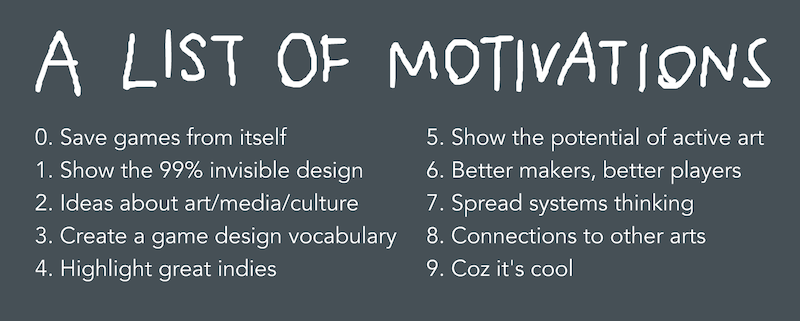 A LIST OF MOTIVATIONS
0. Save games from itself
1. Show the 99% invisible design
2. Ideas about art/media/culture
3. Create a game design vocabulary
4. Highlight great indies
5. Show the potential of active art
6. Better makers, better players
7. Spread systems thinking
8. Connections to other arts
9. Coz it's cool